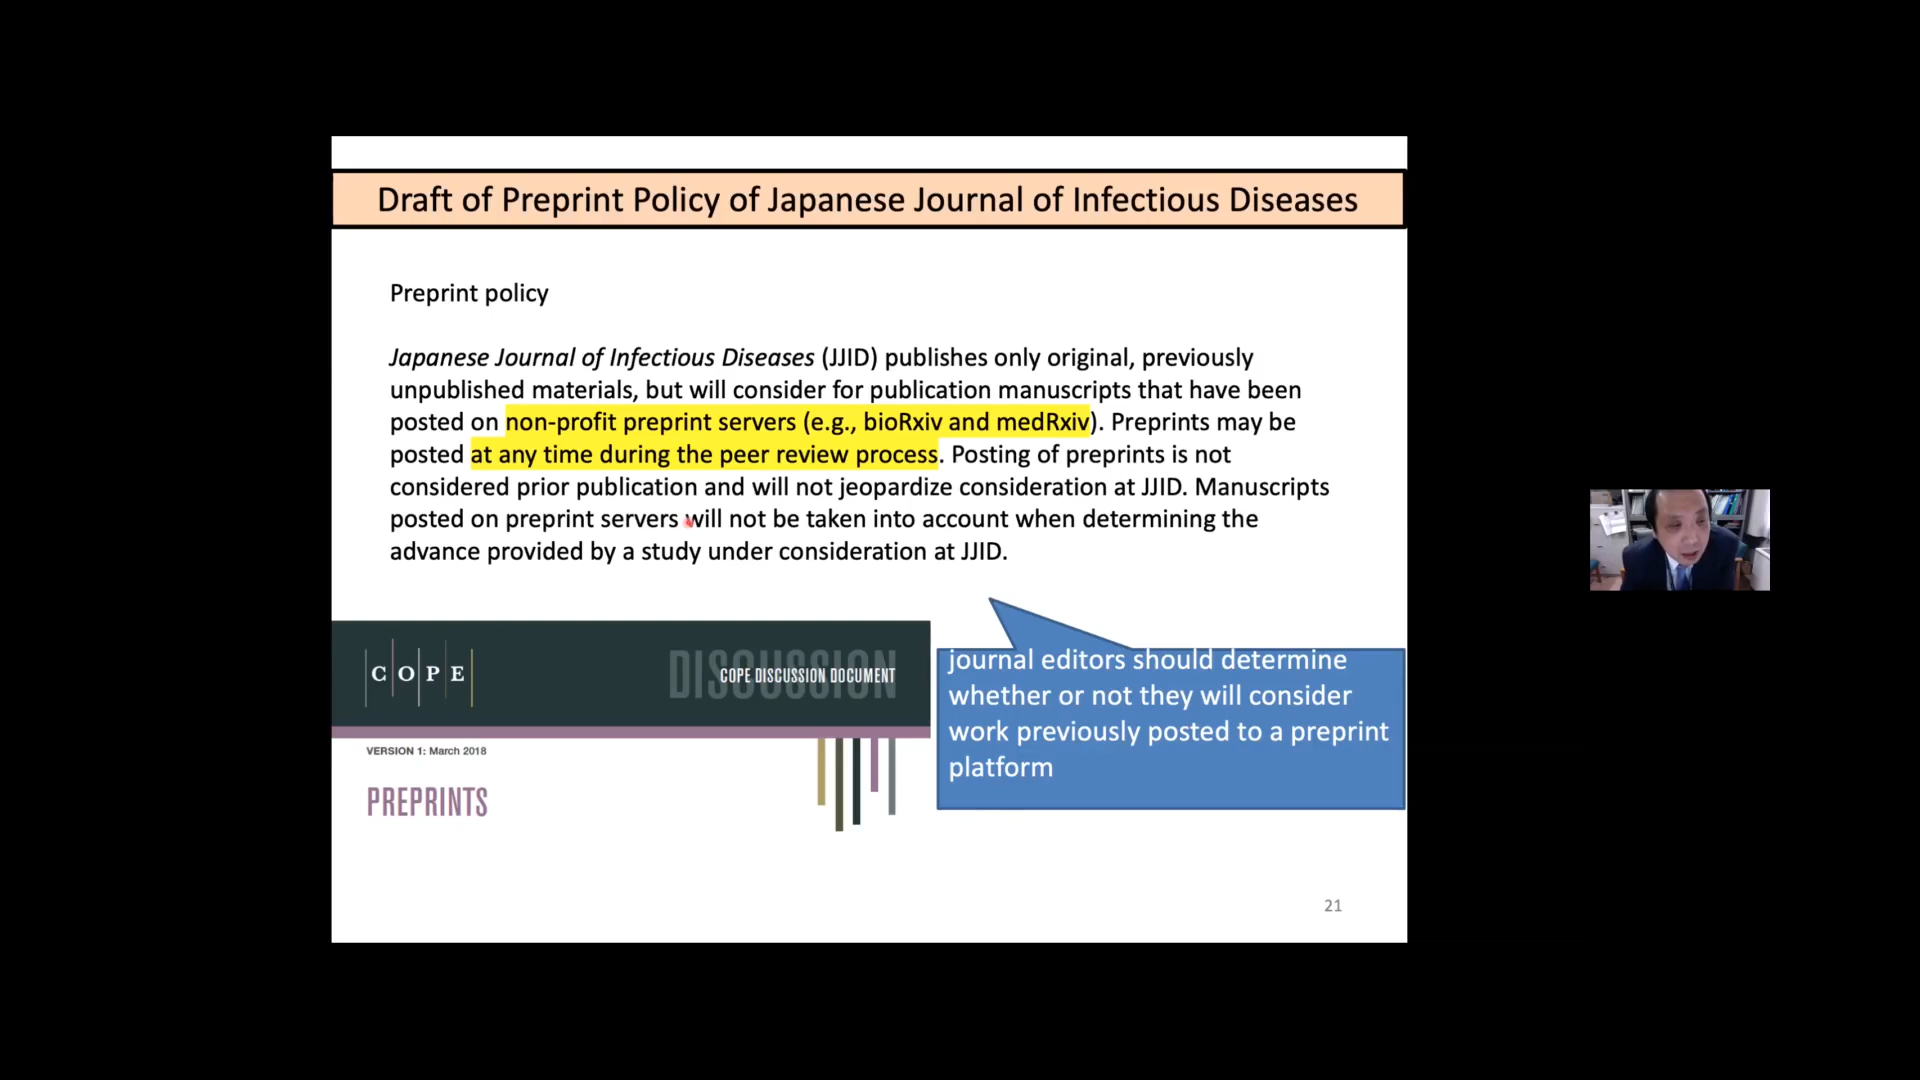 Draft of Preprint Policy of Japanese Journal of Infectious Diseases
Preprint policy
Japanese Journal of Infectious Diseases (JJID) publishes only original, previously
unpublished materials, but will consider for publication manuscripts that have been
posted on non-profit preprint servers (e.g., bioRxiv and medRxiv). Preprints may be
posted at any time during the peer review process. Posting of preprints is not
considered prior publication and will not jeopardize consideration at JJID. Manuscripts
posted on preprint servers will not be taken into account when determining the
advance provided by a study under consideration at JJID.
COPE
DISCUSSION
COPE DISCUSSION DOCUMENT
VERSION 1: March 2018
PREPRINTS
journal editors should determine
whether or not they will consider
work previously posted to a preprint
platform
21